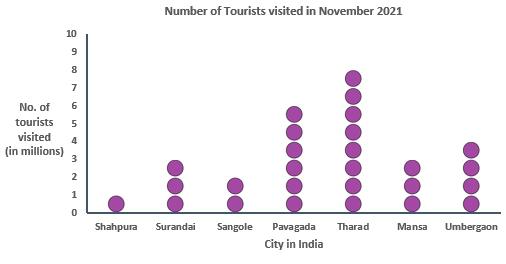 Number of Tourists visited in November 2021
10
9
8
7
6
5
4
3
2
1
0
No. of
tourists
visited
(in millions)
Shahpura Surandai Sangole Pavagada Tharad Mansa Umbergaon
City in India